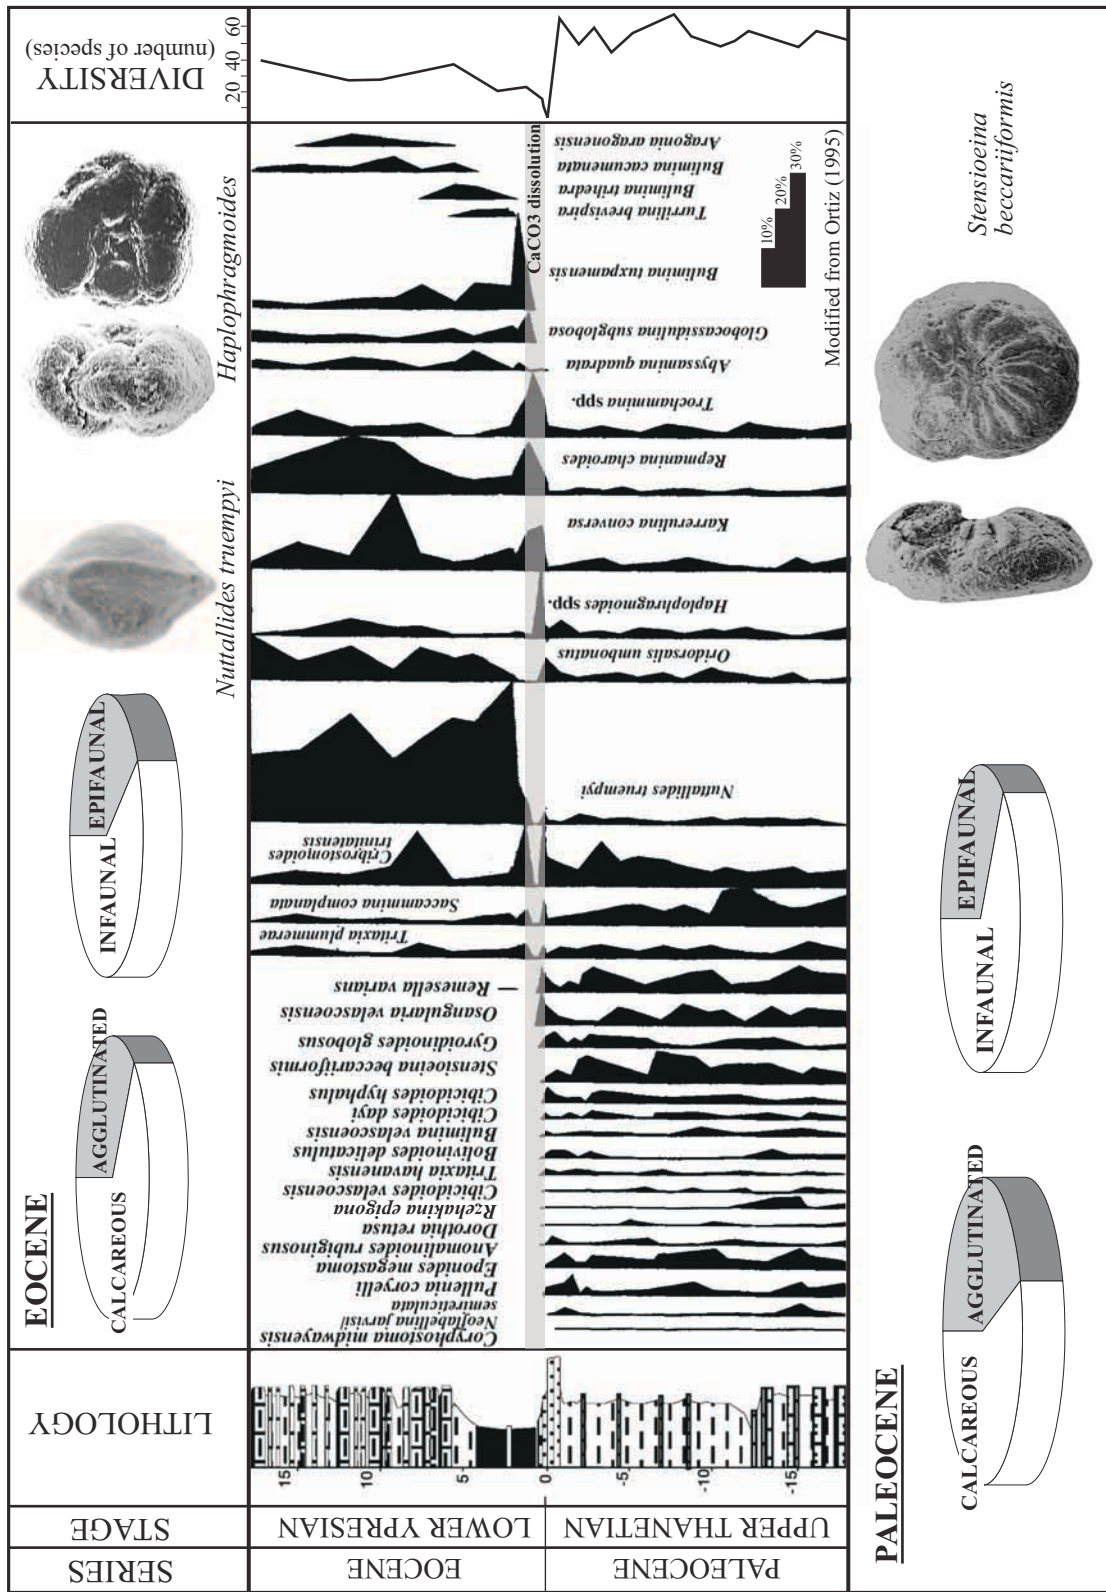 SERIES
STAGE
LITHOLOGY
DIVERSITY
(number of species)
20 40 60
EOCENE
CALCAREOUS
AGGLUTINATED
INFAUNAL
EPIFAUNAL
Nuttallides truempyi
Haplophragmoides
EOCENE
LOWER YPRESIAN
PALEOCENE
UPPER THANETIAN
15
10
5
0
-5
-10
-15
Coryphostoma midwayensis
Neoflabellina jarvisi/
semireticulata
Pullenia coryelli
Eponides megastoma
Anomalinoides rubiginosus
Dorothia retusa
Rzehakina epigona
Cibicidoides velascoensis
Tritaxia havanensis
Bolivinoides delicatulus
Bulimina velascoensis
Cibicidoides dayi
Cibicidoides hyphalus
Stensioeina beccariiformis
Gyroidinoides globosus
Osangularia velascoensis
Remesella varians
Tritaxia plummerae
Saccammina complanata
Cribrostomoides
trinitatensis
Nuttallides truempyi
Oridorsalis umbonatus
Haplophragmoides spp.
Karrerulina conversa
Repmanina charoides
Trochammina spp.
Abyssamina quadrata
Globocassidulina subglobosa
Bulimina tuxpamensis
Turrilina brevispira
Bulimina trihedra
Bulimina cacumenata
Aragonia aragonensis
CaCO3 dissolution
10%
20%
30%
Modified from Ortiz (1995)
PALEOCENE
CALCAREOUS
AGGLUTINATED
INFAUNAL
EPIFAUNAL
Stensioeina
beccariiformis